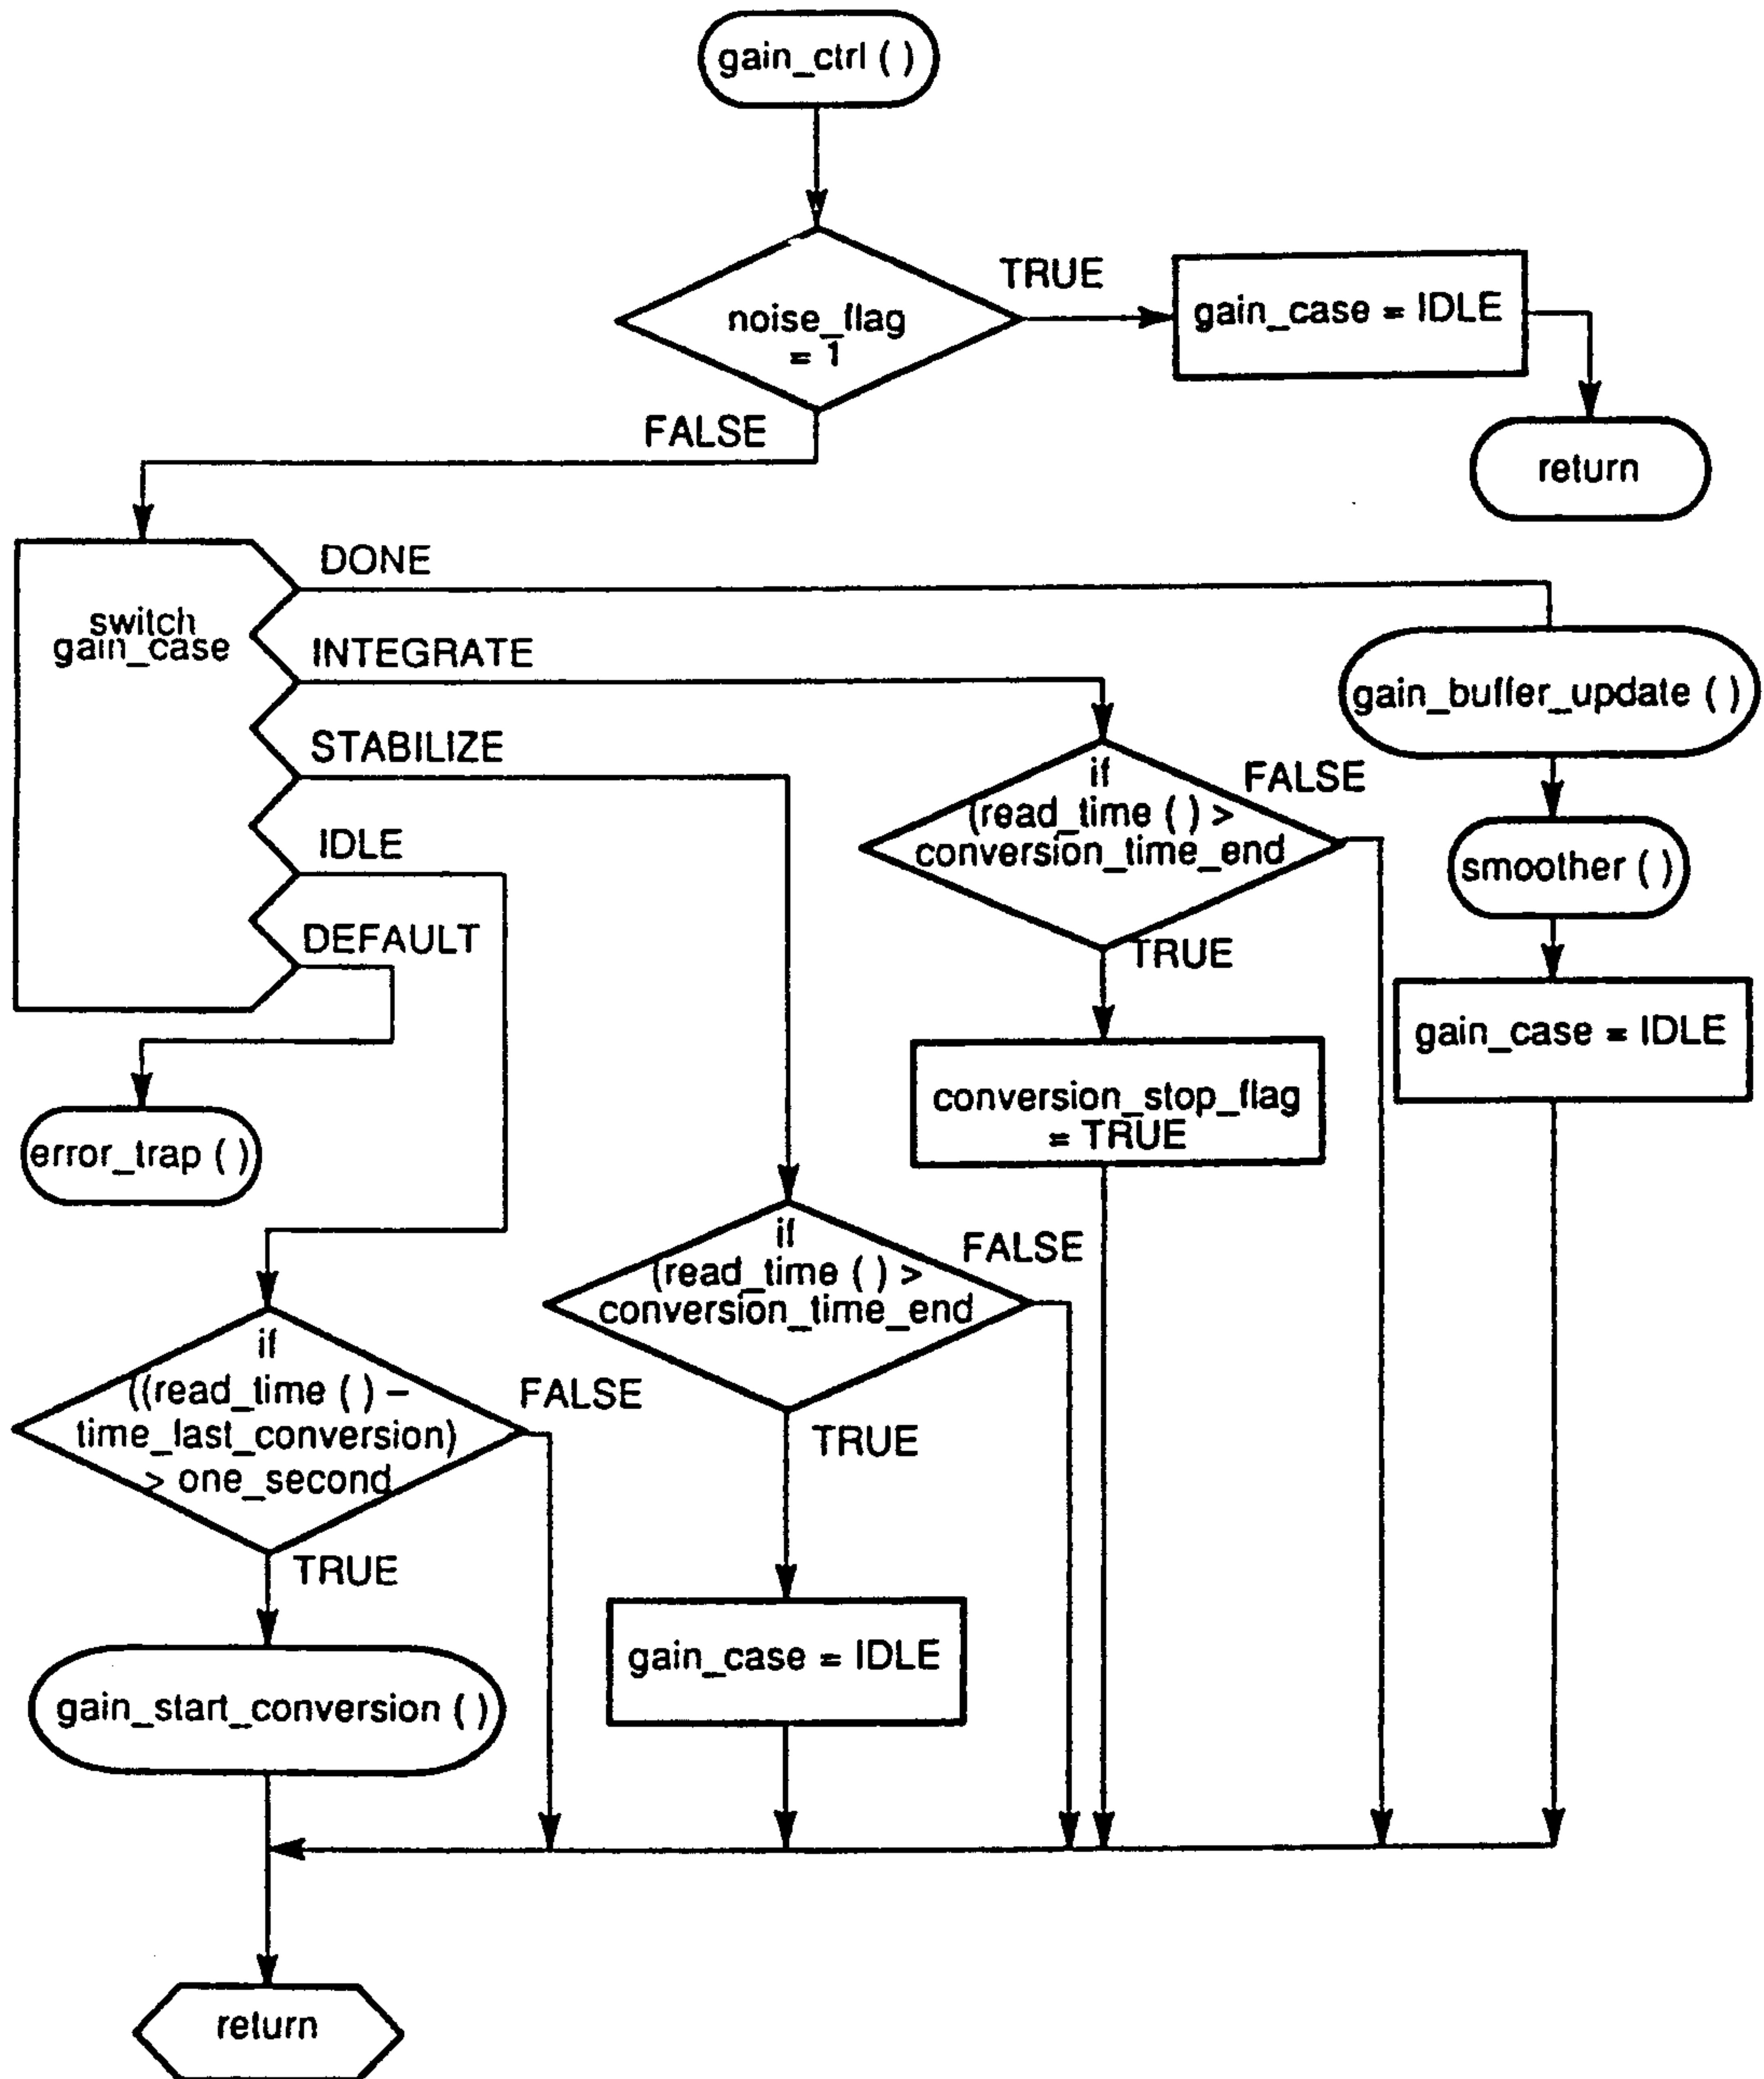 gain_ctrl ( )
noise_flag
= 1
TRUE
gain_case = IDLE
return
FALSE
switch
gain_case
DONE
INTEGRATE
STABILIZE
IDLE
DEFAULT
error_trap ( )
gain_buffer_update ( )
smoother ( )
gain_case = IDLE
if
(read_time ( ) >
conversion_time_end
FALSE
TRUE
conversion_stop_flag
= TRUE
if
(read_time ( ) >
conversion_time_end
FALSE
TRUE
gain_case = IDLE
if
((read_time ( ) –
time_last_conversion)
> one_second
FALSE
TRUE
gain_start_conversion ( )
return